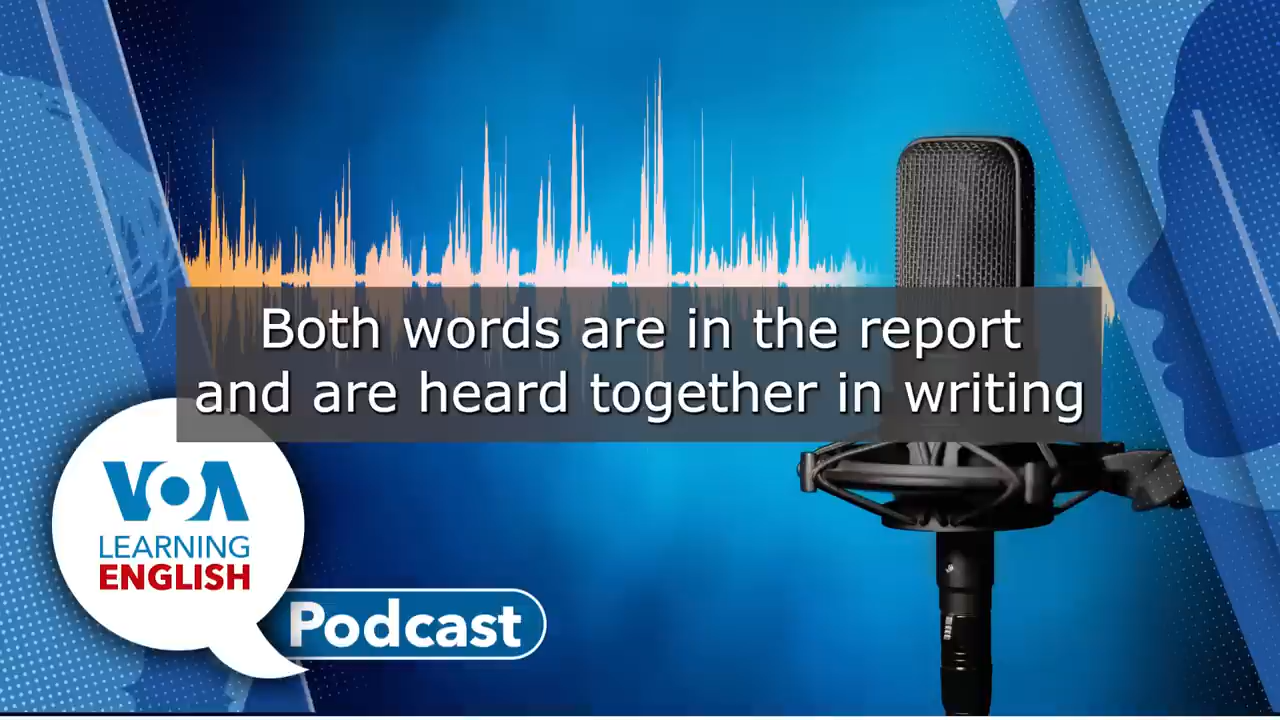 Both words are in the report
and are heard together in writing
VOA
LEARNING
ENGLISH
Podcast